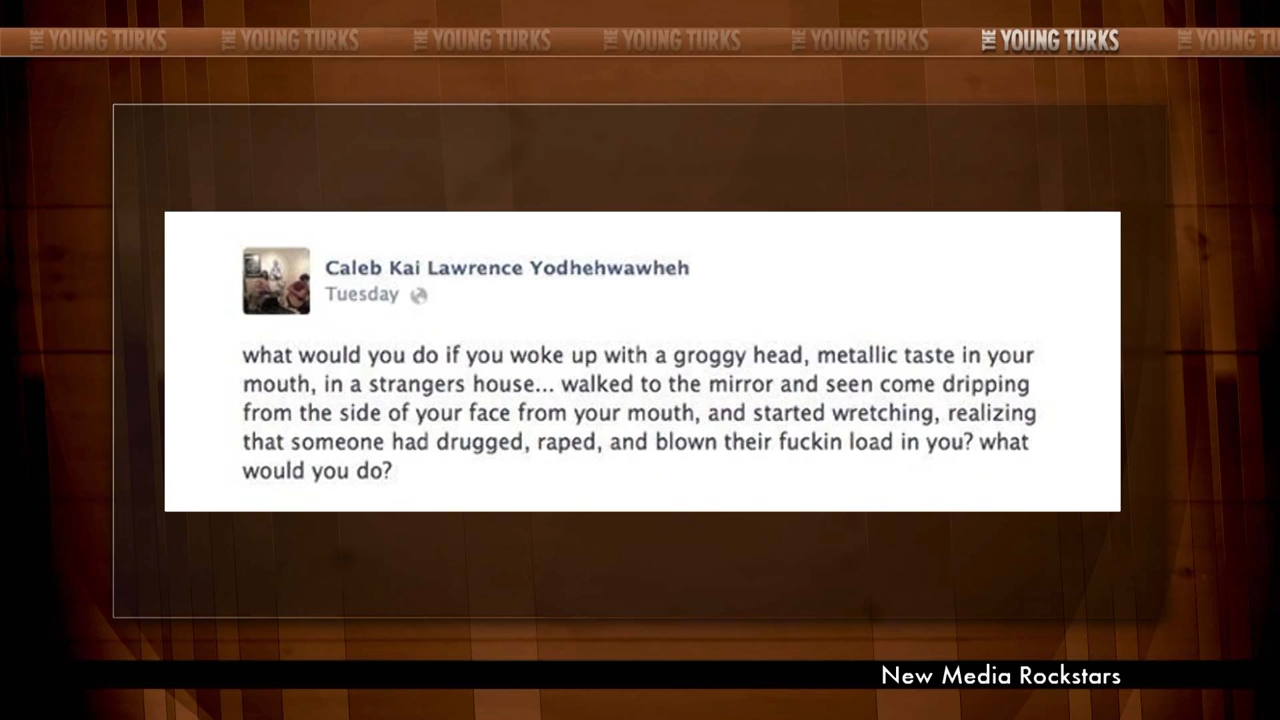 THE YOUNG TURKS THE YOUNG TURKS THE YOUNG TURKS THE YOUNG TURKS THE YOUNG TURKS THE YOUNG TURKS THE YOUNG TU
Caleb Kai Lawrence Yodhehwawheh
Tuesday
what would you do if you woke up with a groggy head, metallic taste in your
mouth, in a strangers house... walked to the mirror and seen come dripping
from the side of your face from your mouth, and started wretching, realizing
that someone had drugged, raped, and blown their fuckin load in you? what
would you do?
New Media Rockstars